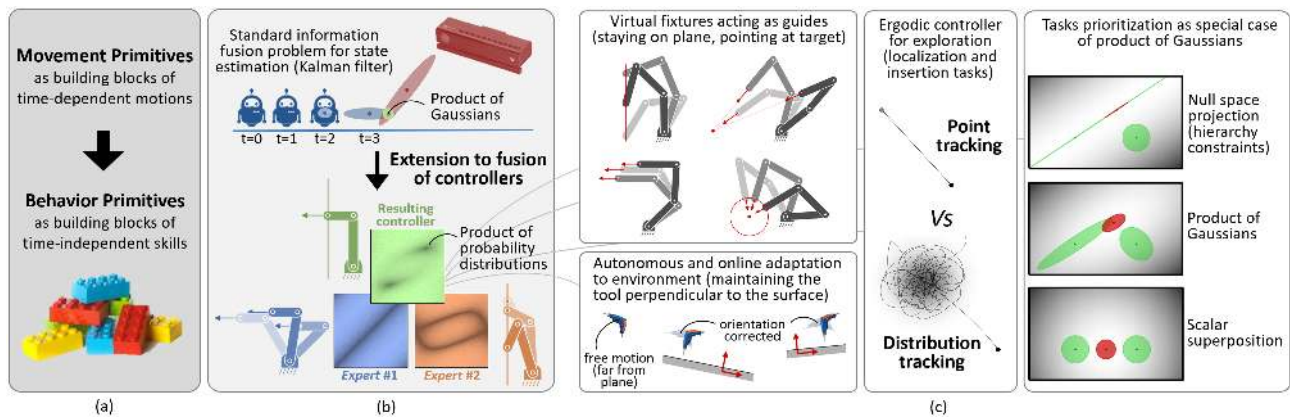 Movement Primitives
as building blocks of
time-dependent motions
Behavior Primitives
as building blocks of
time-independent skills
(a)
Standard information
fusion problem for state
estimation (Kalman filter)
Product of
Gaussians
t=0
t=1
t=2
t=3
Extension to fusion
of controllers
Resulting
controller
Product of
probability
distributions
Expert #1
Expert #2
(b)
Virtual fixtures acting as guides
(staying on plane, pointing at target)
Autonomous and online adaptation
to environment (maintaining the
tool perpendicular to the surface)
free motion
(far from
plane)
orientation
corrected
Ergodic controller
for exploration
(localization and
insertion tasks)
Point
tracking
Vs
Distribution
tracking
(c)
Tasks prioritization as special case
of product of Gaussians
Null space
projection
(hierarchy
constraints)
Product of
Gaussians
Scalar
superposition